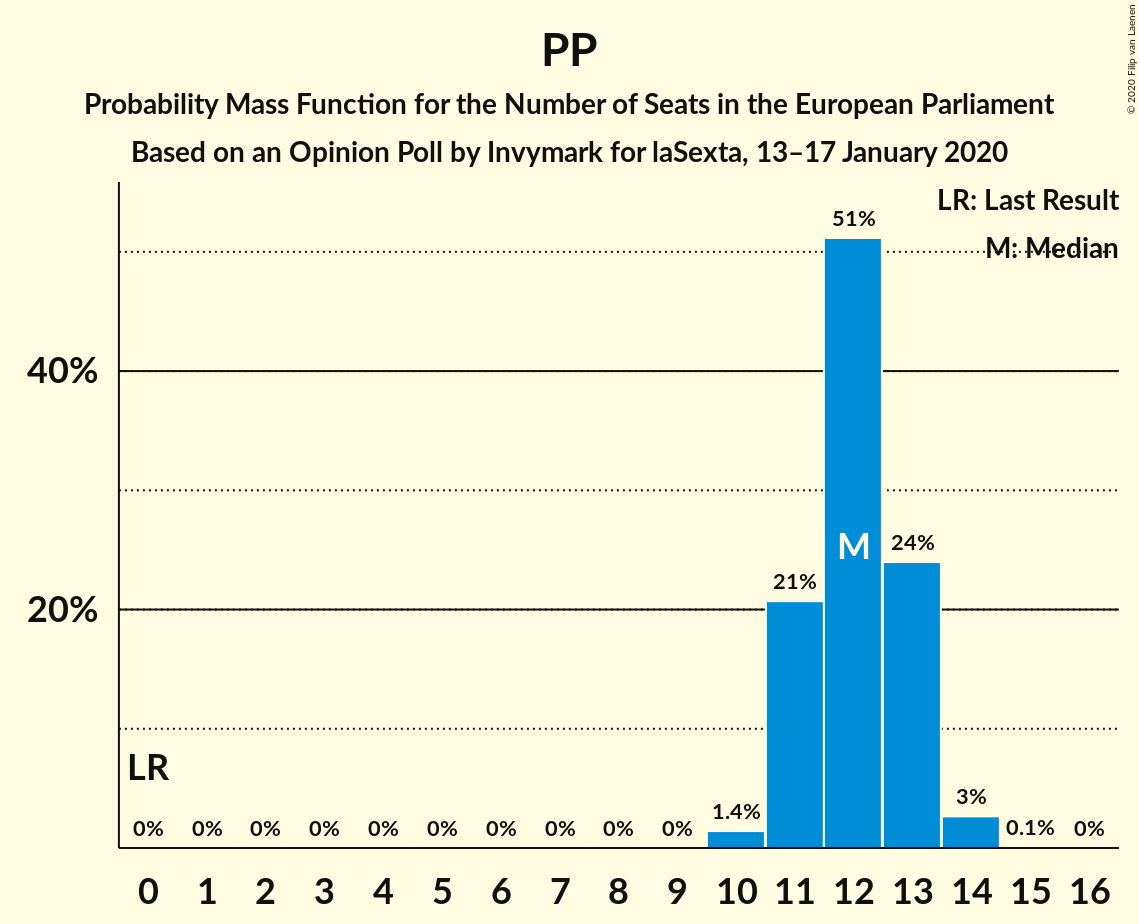 PP
Probability Mass Function for the Number of Seats in the European Parliament
Based on an Opinion Poll by Invymark for laSexta, 13–17 January 2020
© 2020 Filip van Laenen
LR: Last Result
M: Median
51%
40%
M
24%
21%
20%
LR
0% 0% 0% 0% 0% 0% 0% 0% 0% 0% 1.4% 3% 0.1% 0%
0 1 2 3 4 5 6 7 8 9 10 11 12 13 14 15 16